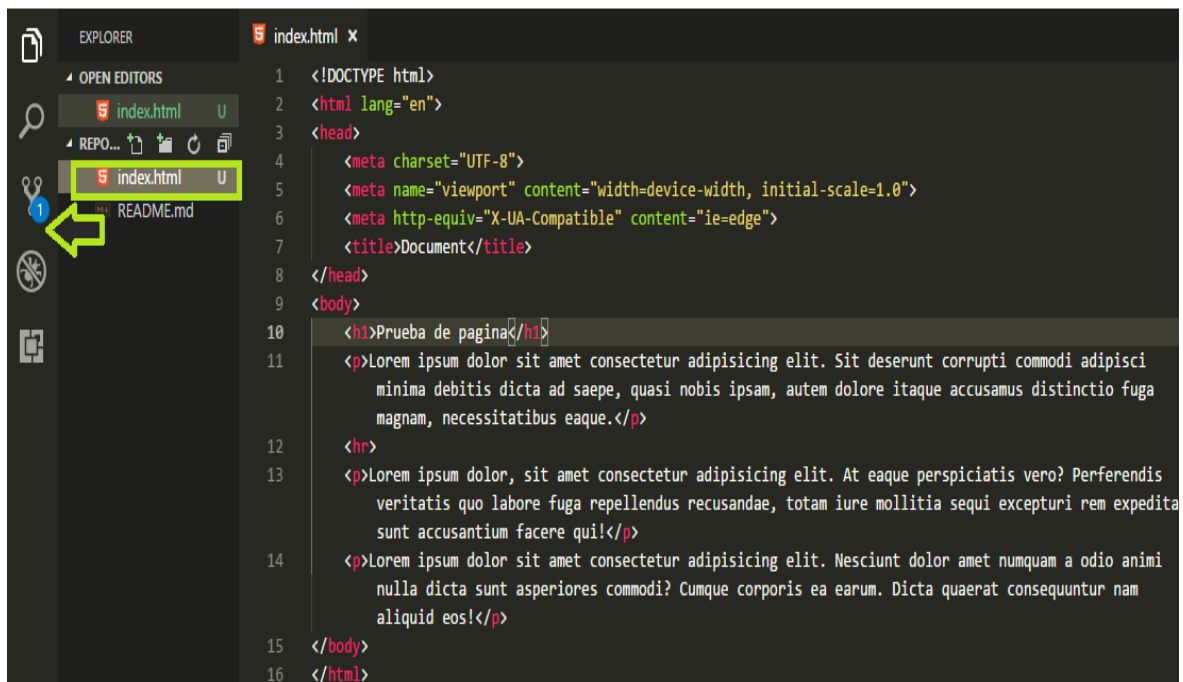 EXPLORER
OPEN EDITORS
index.html U
REPO...
index.html U
README.md
1
index.html ×
1 <!DOCTYPE html>
2 <html lang="en">
3 <head>
4 <meta charset="UTF-8">
5 <meta name="viewport" content="width=device-width, initial-scale=1.0">
6 <meta http-equiv="X-UA-Compatible" content="ie=edge">
7 <title>Document</title>
8 </head>
9 <body>
10 <h1>Prueba de pagina</h1>
11 <p>Lorem ipsum dolor sit amet consectetur adipisicing elit. Sit deserunt corrupti commodi adipisci
minima debitis dicta ad saepe, quasi nobis ipsam, autem dolore itaque accusamus distinctio fuga
magnam, necessitatibus eaque.</p>
12 <hr>
13 <p>Lorem ipsum dolor, sit amet consectetur adipisicing elit. At eaque perspiciatis vero? Perferendis
veritatis quo labore fuga repellendus recusandae, totam iure mollitia sequi excepturi rem expedita
sunt accusantium facere qui!</p>
14 <p>Lorem ipsum dolor sit amet consectetur adipisicing elit. Nesciunt dolor amet numquam a odio animi
nulla dicta sunt asperiores commodi? Cumque corporis ea earum. Dicta quaerat consequuntur nam
aliquid eos!</p>
15 </body>
16 </html>